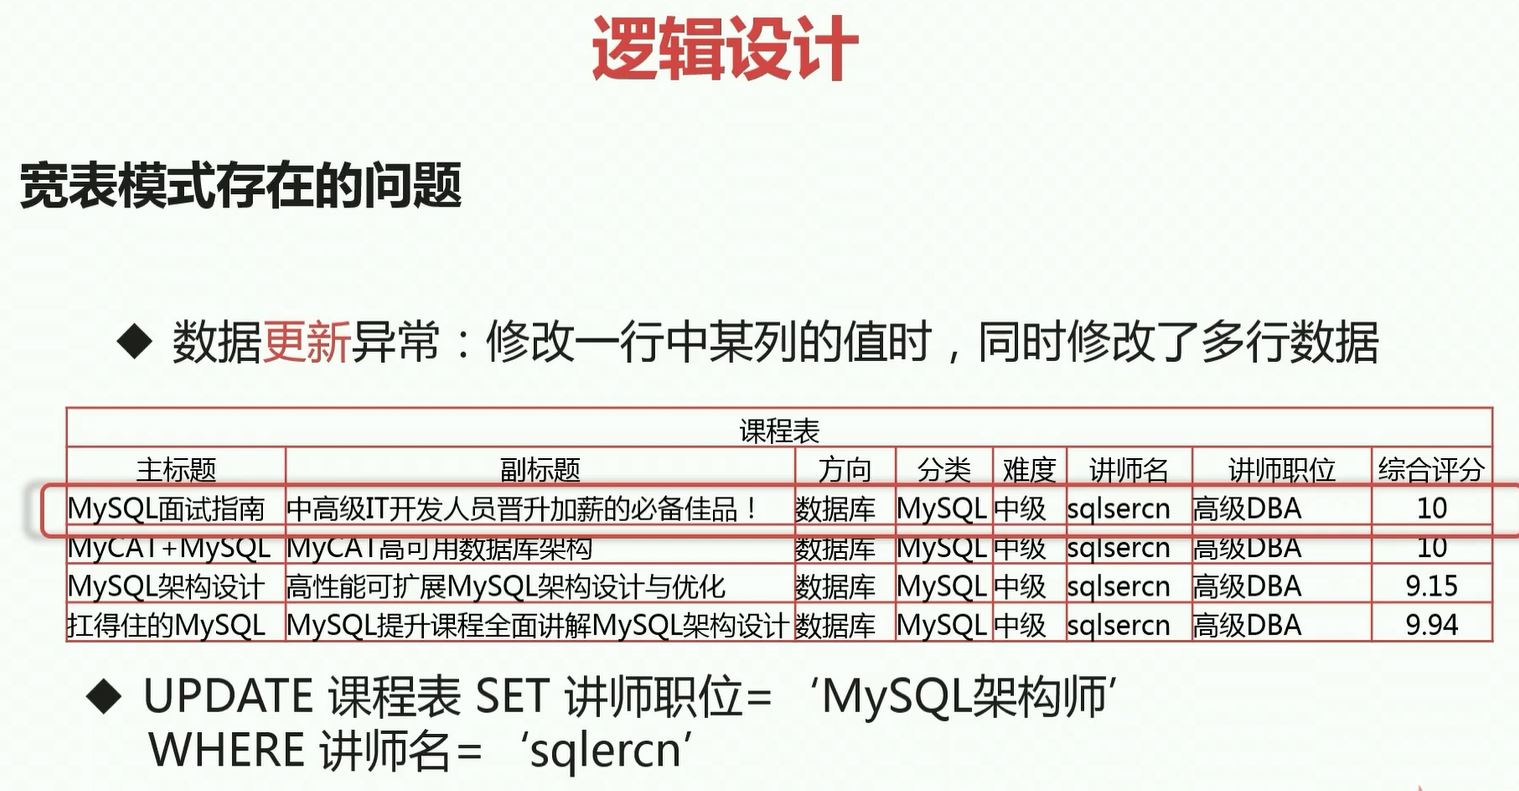 逻辑设计
宽表模式存在的问题
◆ 数据更新异常：修改一行中某列的值时，同时修改了多行数据
课程表
主标题 副标题 方向 分类 难度 讲师名 讲师职位 综合评分
MySQL面试指南 中高级IT开发人员晋升加薪的必备佳品！ 数据库 MySQL 中级 sqlsercn 高级DBA 10
MyCAT+MySQL MyCAT高可用数据库架构 数据库 MySQL 中级 sqlsercn 高级DBA 10
MySQL架构设计 高性能可扩展MySQL架构设计与优化 数据库 MySQL 中级 sqlsercn 高级DBA 9.15
扛得住的MySQL MySQL提升课程全面讲解MySQL架构设计 数据库 MySQL 中级 sqlsercn 高级DBA 9.94
◆ UPDATE 课程表 SET 讲师职位= ‘MySQL架构师’
WHERE 讲师名= ‘sqlercn’